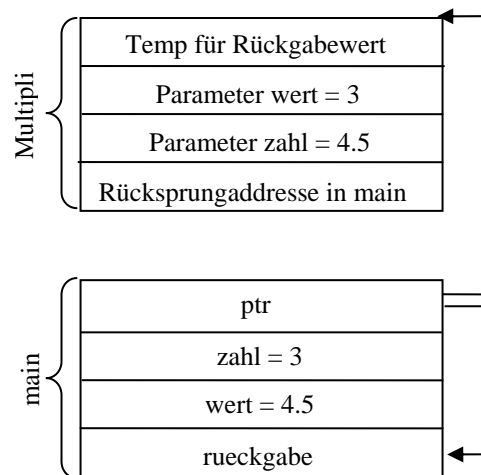 Multipli
Temp für Rückgabewert
Parameter wert = 3
Parameter zahl = 4.5
Rücksprungaddresse in main
main
ptr
zahl = 3
wert = 4.5
rueckgabe